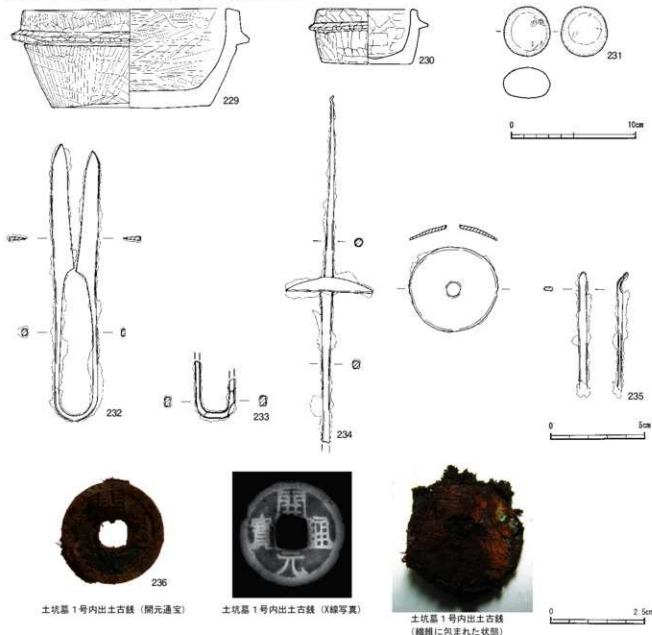 229
230
231
0 10cm
232
233
234
235
0 5cm
236
開元通寳
土坑墓1号内出土古銭（開元通宝）
土坑墓1号内出土古銭（X線写真）
土坑墓1号内出土古銭
（繊維に包まれた状態）
0 2.5cm